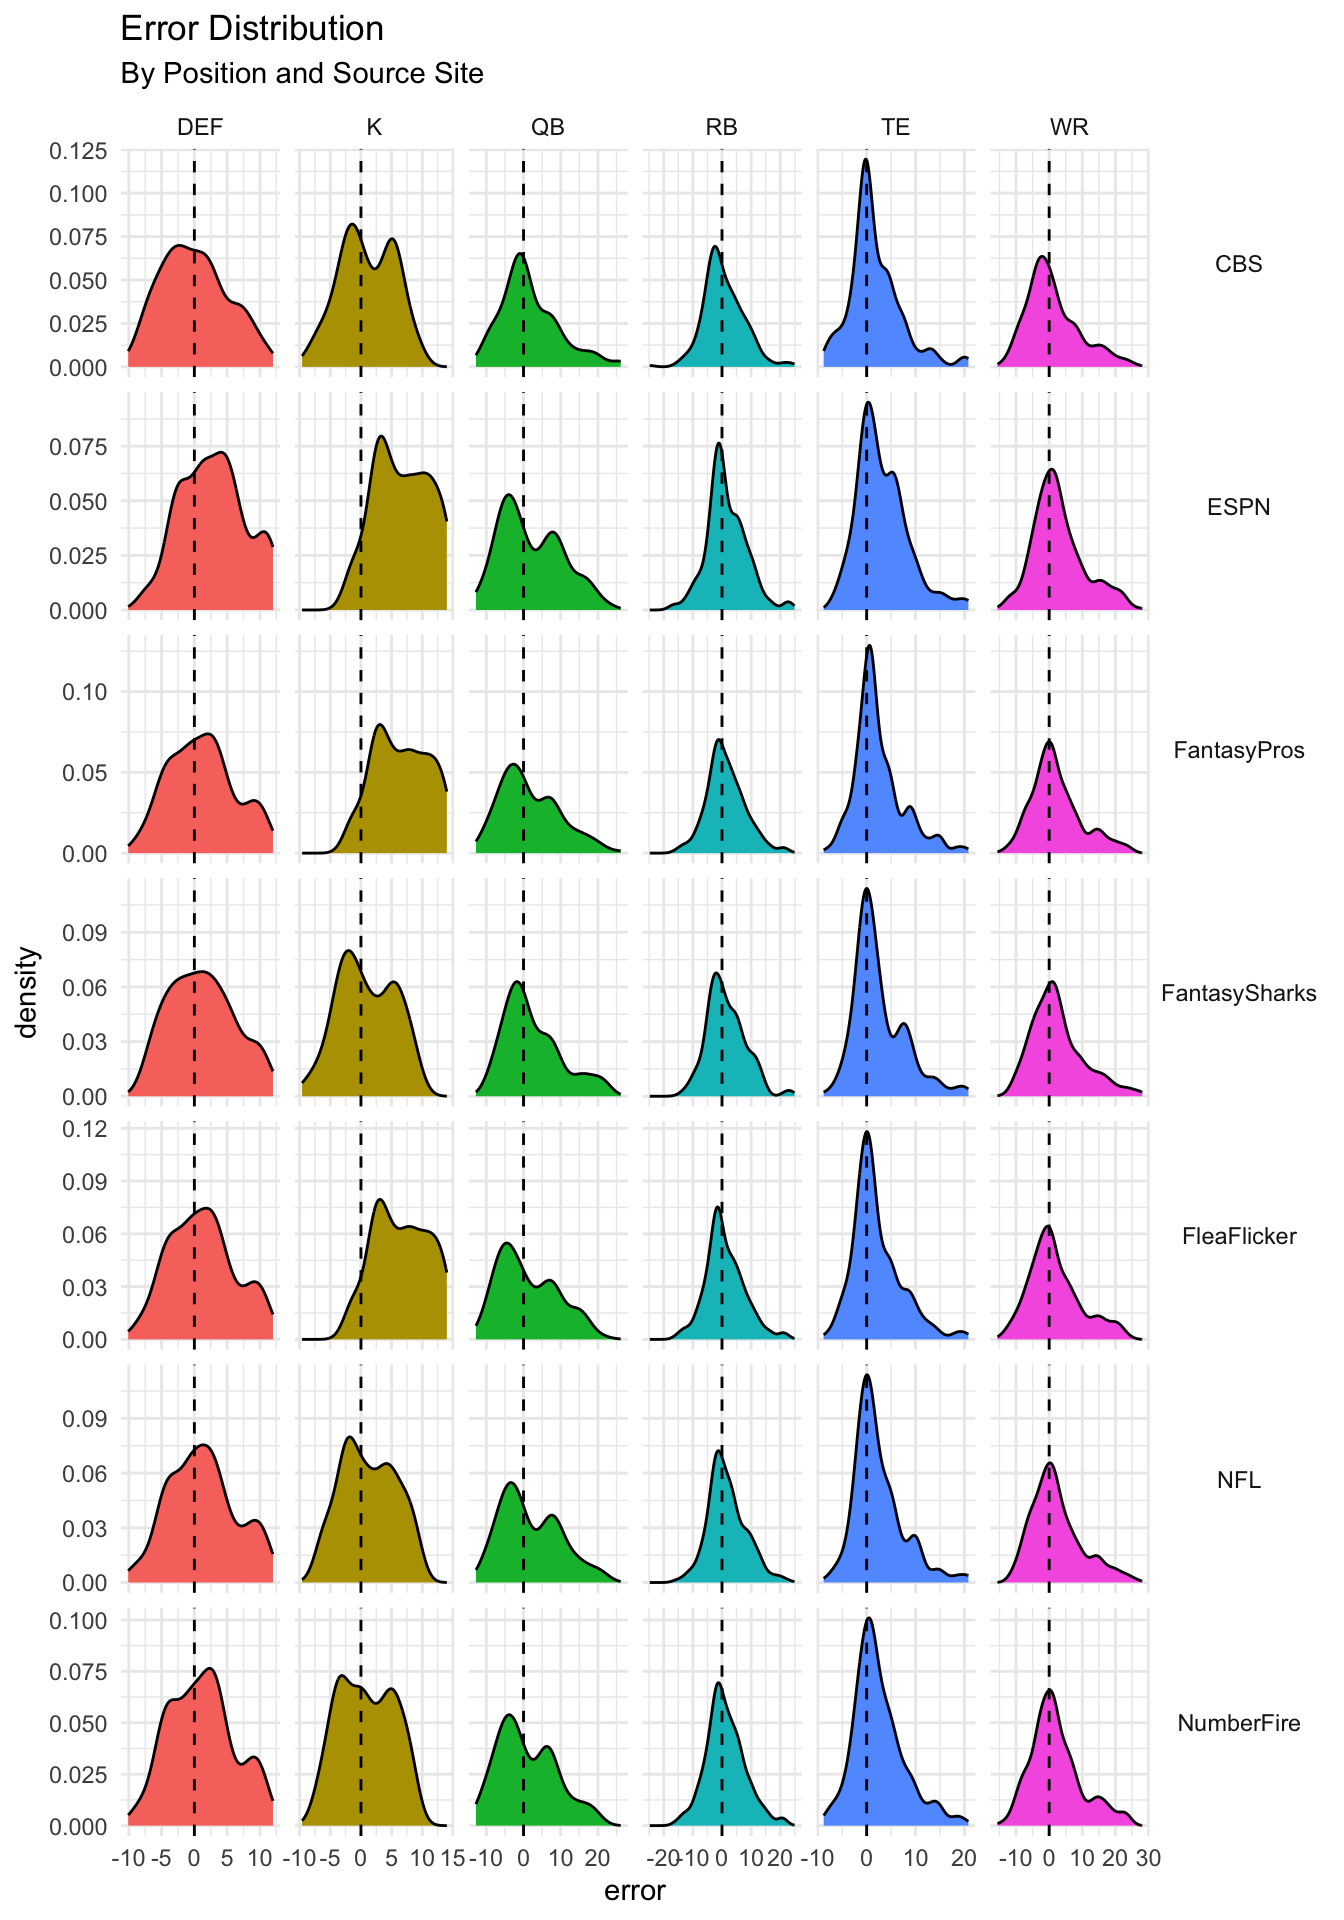 Error Distribution
By Position and Source Site
DEF K QB RB TE WR
0.125
0.100
0.075
0.050
0.025
0.000
CBS
0.075
0.050
0.025
0.000
ESPN
0.10
0.05
0.00
FantasyPros
0.09
0.06
0.03
0.00
FantasySharks
density
0.12
0.09
0.06
0.03
0.00
FleaFlicker
0.09
0.06
0.03
0.00
NFL
0.100
0.075
0.050
0.025
0.000
NumberFire
-10 -5 0 5 10 -10 -5 0 5 10 15 -10 0 10 20 -20 -10 0 10 20 -10 0 10 20 -10 0 10 20 30
error